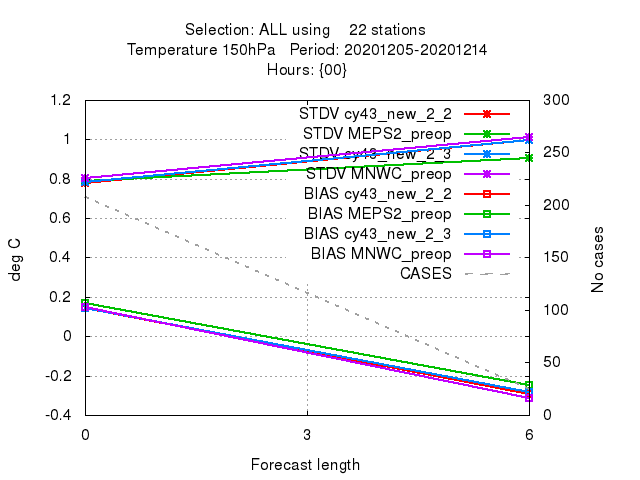 Selection: ALL using 22 stations
Temperature 150hPa Period: 20201205-20201214
Hours: {00}
1.2
1
0.8
0.6
0.4
0.2
0
-0.2
-0.4
deg C
STDV cy43_new_2_2
STDV MEPS2_preop
STDV cy43_new_2_3
STDV MNWC_preop
BIAS cy43_new_2_2
BIAS MEPS2_preop
BIAS cy43_new_2_3
BIAS MNWC_preop
CASES
300
250
200
150
100
50
0
No cases
0 3 6
Forecast length